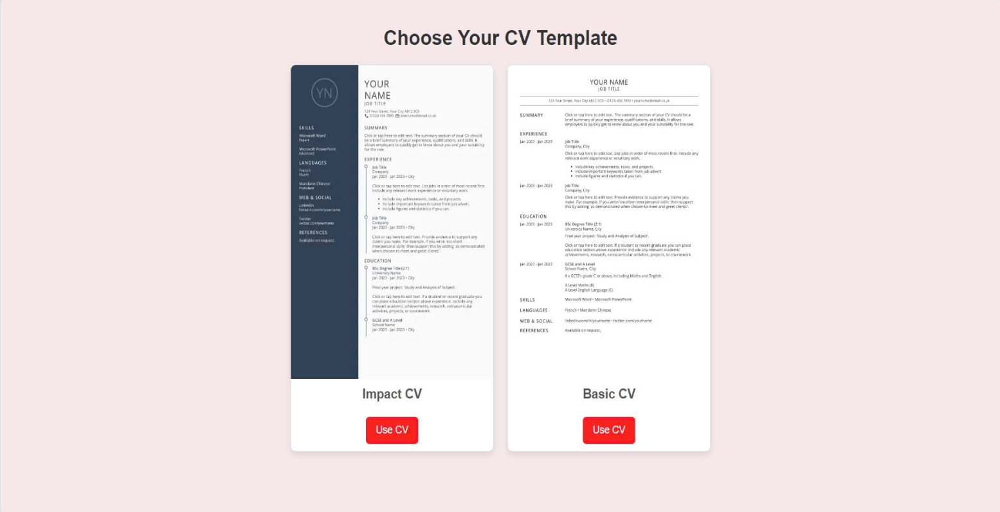 Choose Your CV Template
YN
SKILLS
Microsoft Word
Expert
Microsoft PowerPoint
Advanced
LANGUAGES
French
Fluent
Mandarin Chinese
Proficient
WEB & SOCIAL
LinkedIn
linkedin.com/in/yourname
Twitter
twitter.com/yourname
REFERENCES
Available on request.
YOUR
NAME
JOB TITLE
123 Your Street, Your City AB12 3CD
(0123) 456 7890 yourname@email.co.uk
SUMMARY
Click or tap here to edit text. The summary section of your CV should
be a brief summary of your experience, qualifications, and skills. It
allows employers to quickly get to know about you and your suitability
for the role.
EXPERIENCE
Job Title
Company
Jan 2023 - Jan 2023 • City
Click or tap here to edit text. List jobs in order of most recent first.
Include any relevant work experience or voluntary work.
• Include key achievements, tasks, and projects.
• Include important keywords taken from job advert.
• Include figures and statistics if you can.
Job Title
Company
Jan 2023 - Jan 2023 • City
Click or tap here to edit text. Provide evidence to support any
claims you make. For example, if you write 'excellent
interpersonal skills' then support this by adding 'as demonstrated
when chosen to meet and greet clients'.
EDUCATION
BSc Degree Title (2:1)
University Name
Jan 2023 - Jan 2023 • City
Final year project: 'Study and Analysis of Subject'.
Click or tap here to edit text. If a student or recent graduate you
can place education section above experience. Include any
relevant academic achievements, research, extracurricular
activities, projects, or coursework.
GCSE and A Level
School Name
Jan 2023 - Jan 2023 • City
Impact CV
Use CV
YOUR NAME
JOB TITLE
123 Your Street, Your City AB12 3CD • (0123) 456 7890 • yourname@email.co.uk
SUMMARY
Click or tap here to edit text. The summary section of your CV should be a
brief summary of your experience, qualifications, and skills. It allows
employers to quickly get to know about you and your suitability for the role.
EXPERIENCE
Jan 2023 - Jan 2023
Job Title
Company, City
Click or tap here to edit text. List jobs in order of most recent first. Include any
relevant work experience or voluntary work.
• Include key achievements, tasks, and projects.
• Include important keywords taken from job advert.
• Include figures and statistics if you can.
Jan 2023 - Jan 2023
Job Title
Company, City
Click or tap here to edit text. Provide evidence to support any claims you
make. For example, if you write 'excellent interpersonal skills' then support
this by adding 'as demonstrated when chosen to meet and greet clients'.
EDUCATION
Jan 2023 - Jan 2023
BSc Degree Title (2:1)
University Name, City
Final year project: 'Study and Analysis of Subject'.
Click or tap here to edit text. If a student or recent graduate you can place
education section above experience. Include any relevant academic
achievements, research, extracurricular activities, projects, or coursework.
Jan 2023 - Jan 2023
GCSE and A Level
School Name, City
8 x GCSEs grade C or above, including Maths and English.
A Level Maths (B)
A Level English Language (C)
SKILLS
Microsoft Word • Microsoft PowerPoint
LANGUAGES
French • Mandarin Chinese
WEB & SOCIAL
linkedin.com/in/yourname • twitter.com/yourname
REFERENCES
Available on request.
Basic CV
Use CV